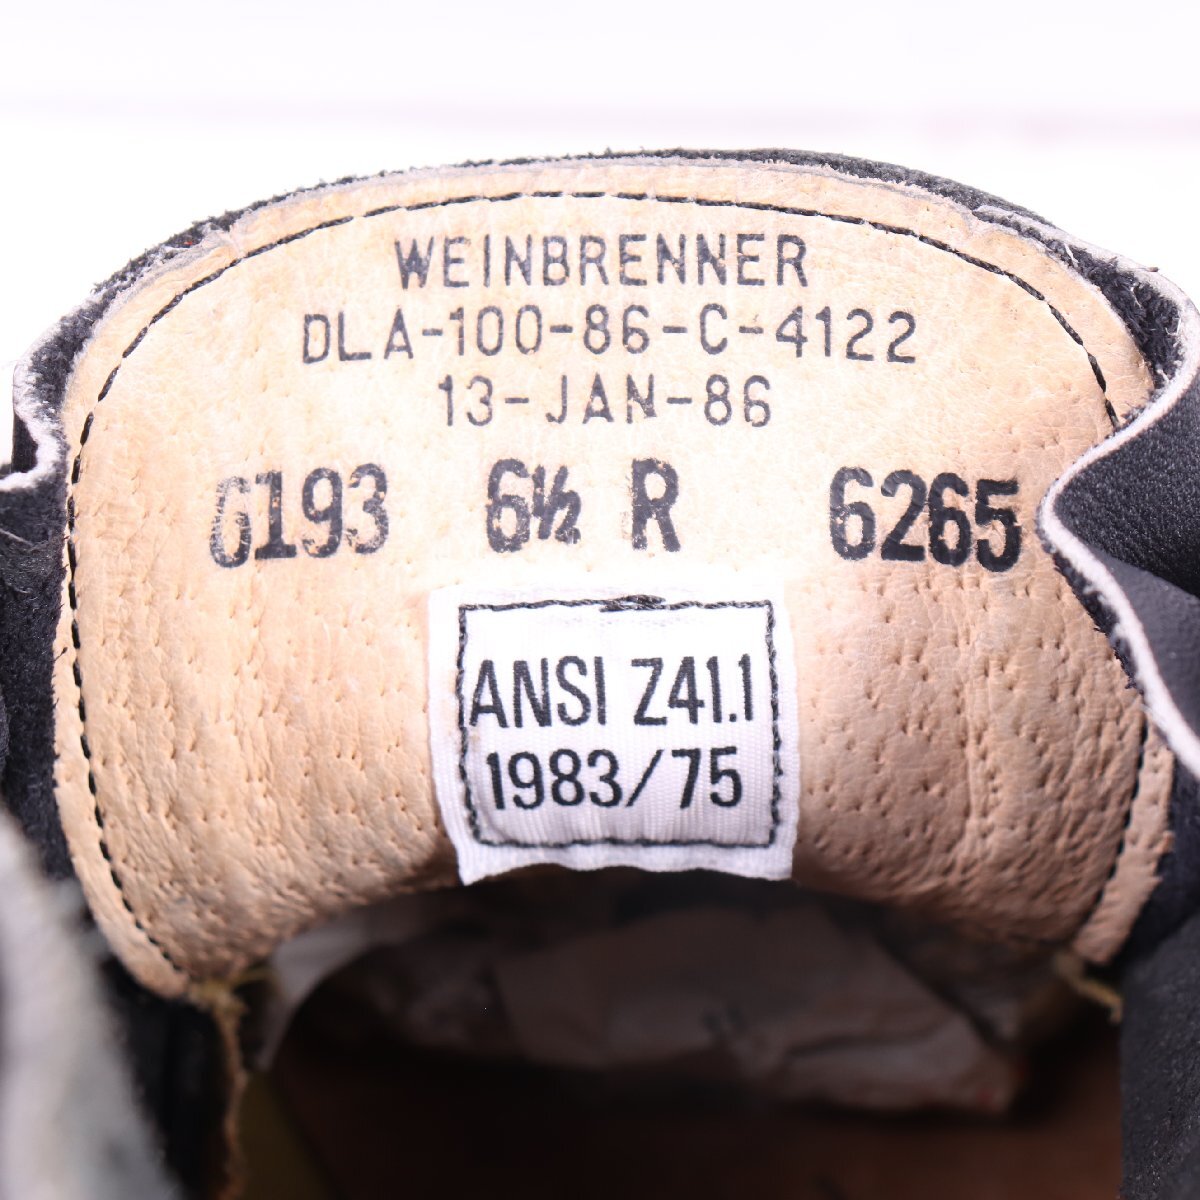 WEINBRENNER
DLA-100-86-C-4122
13-JAN-86
6193 6½ R 6265
ANSI Z41.1
1983/75